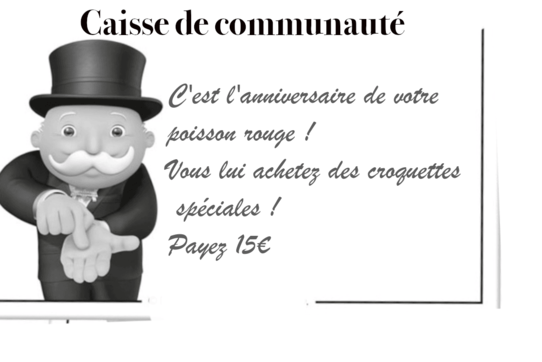 Caisse de communauté
C'est l'anniversaire de votre
poisson rouge !
Vous lui achetez des croquettes
spéciales !
Payez 15€